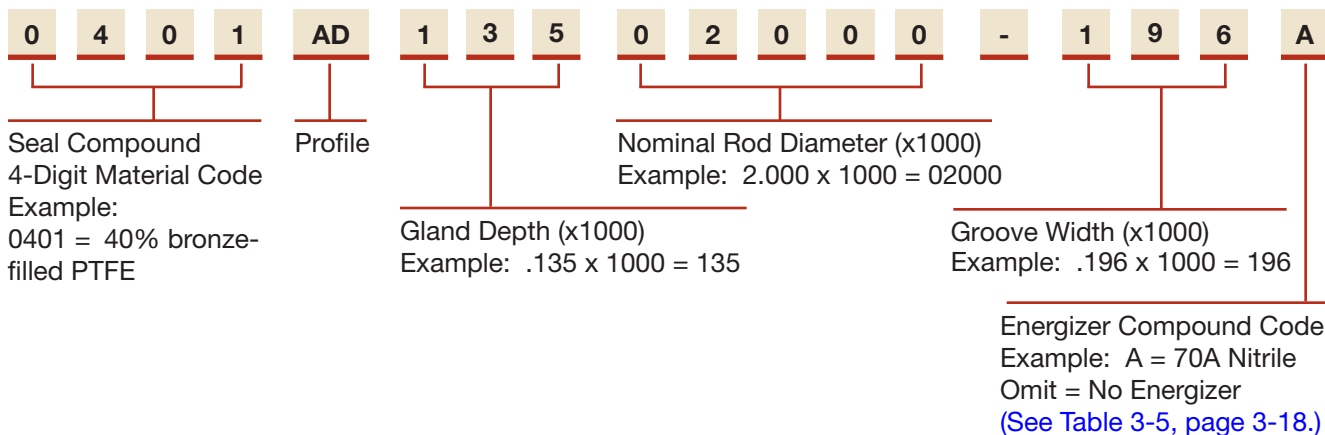 0 4 0 1 AD 1 3 5 0 2 0 0 0 - 1 9 6 A
Seal Compound
4-Digit Material Code
Example:
0401 = 40% bronze-
filled PTFE
Profile
Gland Depth (x1000)
Example: .135 x 1000 = 135
Nominal Rod Diameter (x1000)
Example: 2.000 x 1000 = 02000
Groove Width (x1000)
Example: .196 x 1000 = 196
Energizer Compound Code
Example: A = 70A Nitrile
Omit = No Energizer
(See Table 3-5, page 3-18.)